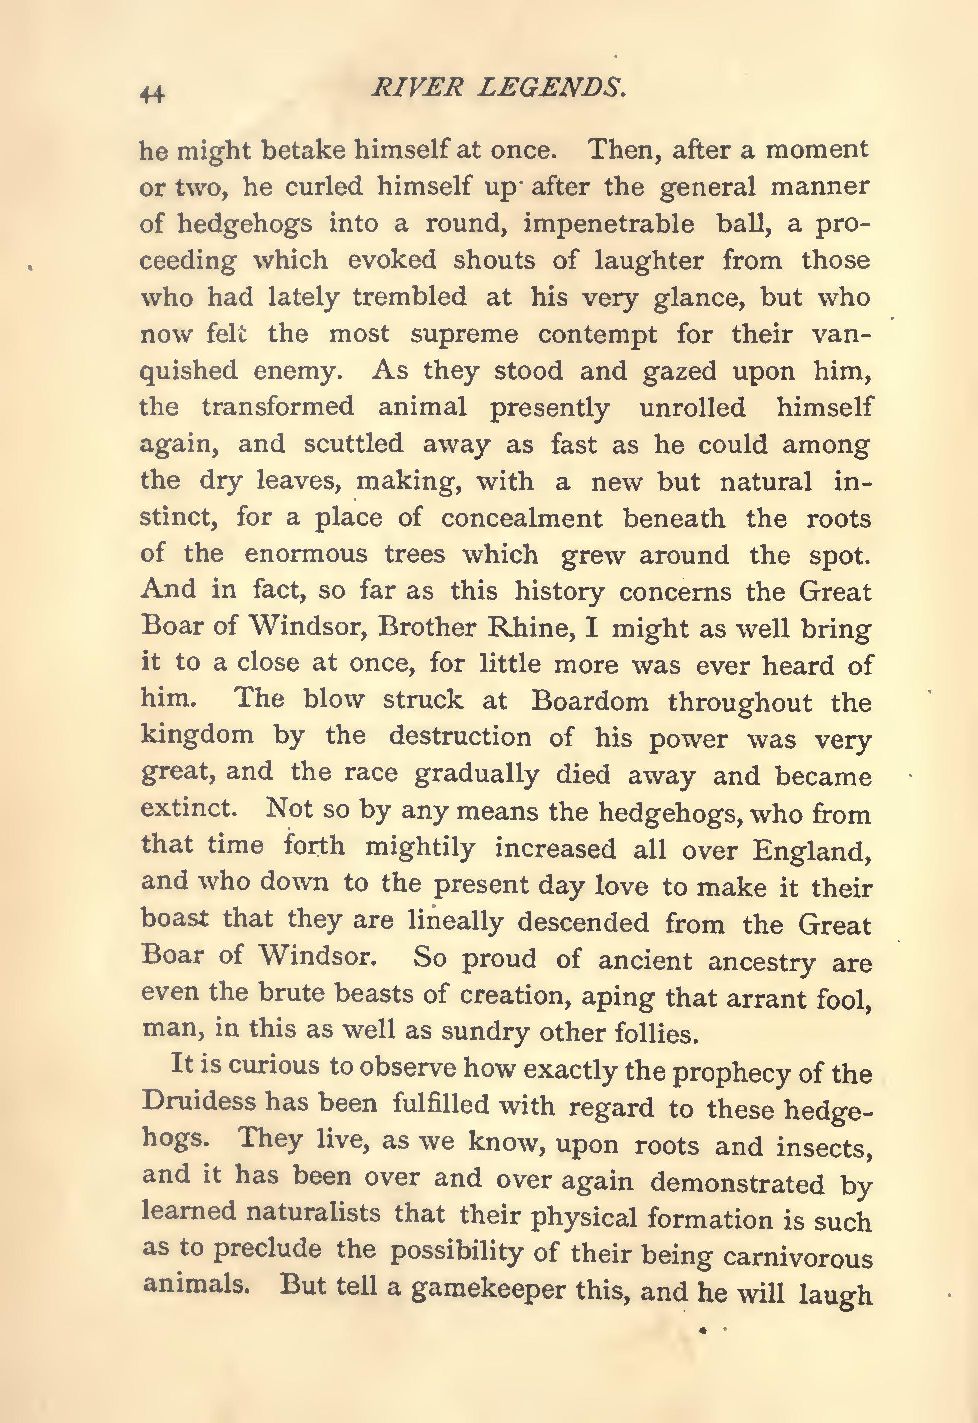 44 RIVER LEGENDS.
he might betake himself at once. Then, after a moment
or two, he curled himself up after the general manner
of hedgehogs into a round, impenetrable ball, a pro-
ceeding which evoked shouts of laughter from those
who had lately trembled at his very glance, but who
now felt the most supreme contempt for their van-
quished enemy. As they stood and gazed upon him,
the transformed animal presently unrolled himself
again, and scuttled away as fast as he could among
the dry leaves, making, with a new but natural in-
stinct, for a place of concealment beneath the roots
of the enormous trees which grew around the spot.
And in fact, so far as this history concerns the Great
Boar of Windsor, Brother Rhine, I might as well bring
it to a close at once, for little more was ever heard of
him. The blow struck at Boardom throughout the
kingdom by the destruction of his power was very
great, and the race gradually died away and became
extinct. Not so by any means the hedgehogs, who from
that time forth mightily increased all over England,
and who down to the present day love to make it their
boast that they are lineally descended from the Great
Boar of Windsor. So proud of ancient ancestry are
even the brute beasts of creation, aping that arrant fool,
man, in this as well as sundry other follies.
It is curious to observe how exactly the prophecy of the
Druidess has been fulfilled with regard to these hedge-
hogs. They live, as we know, upon roots and insects,
and it has been over and over again demonstrated by
learned naturalists that their physical formation is such
as to preclude the possibility of their being carnivorous
animals. But tell a gamekeeper this, and he will laugh